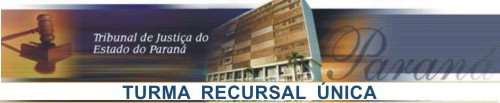 Tribunal de Justiça do
Estado do Paraná
Paraná
TURMA RECURSAL ÚNICA